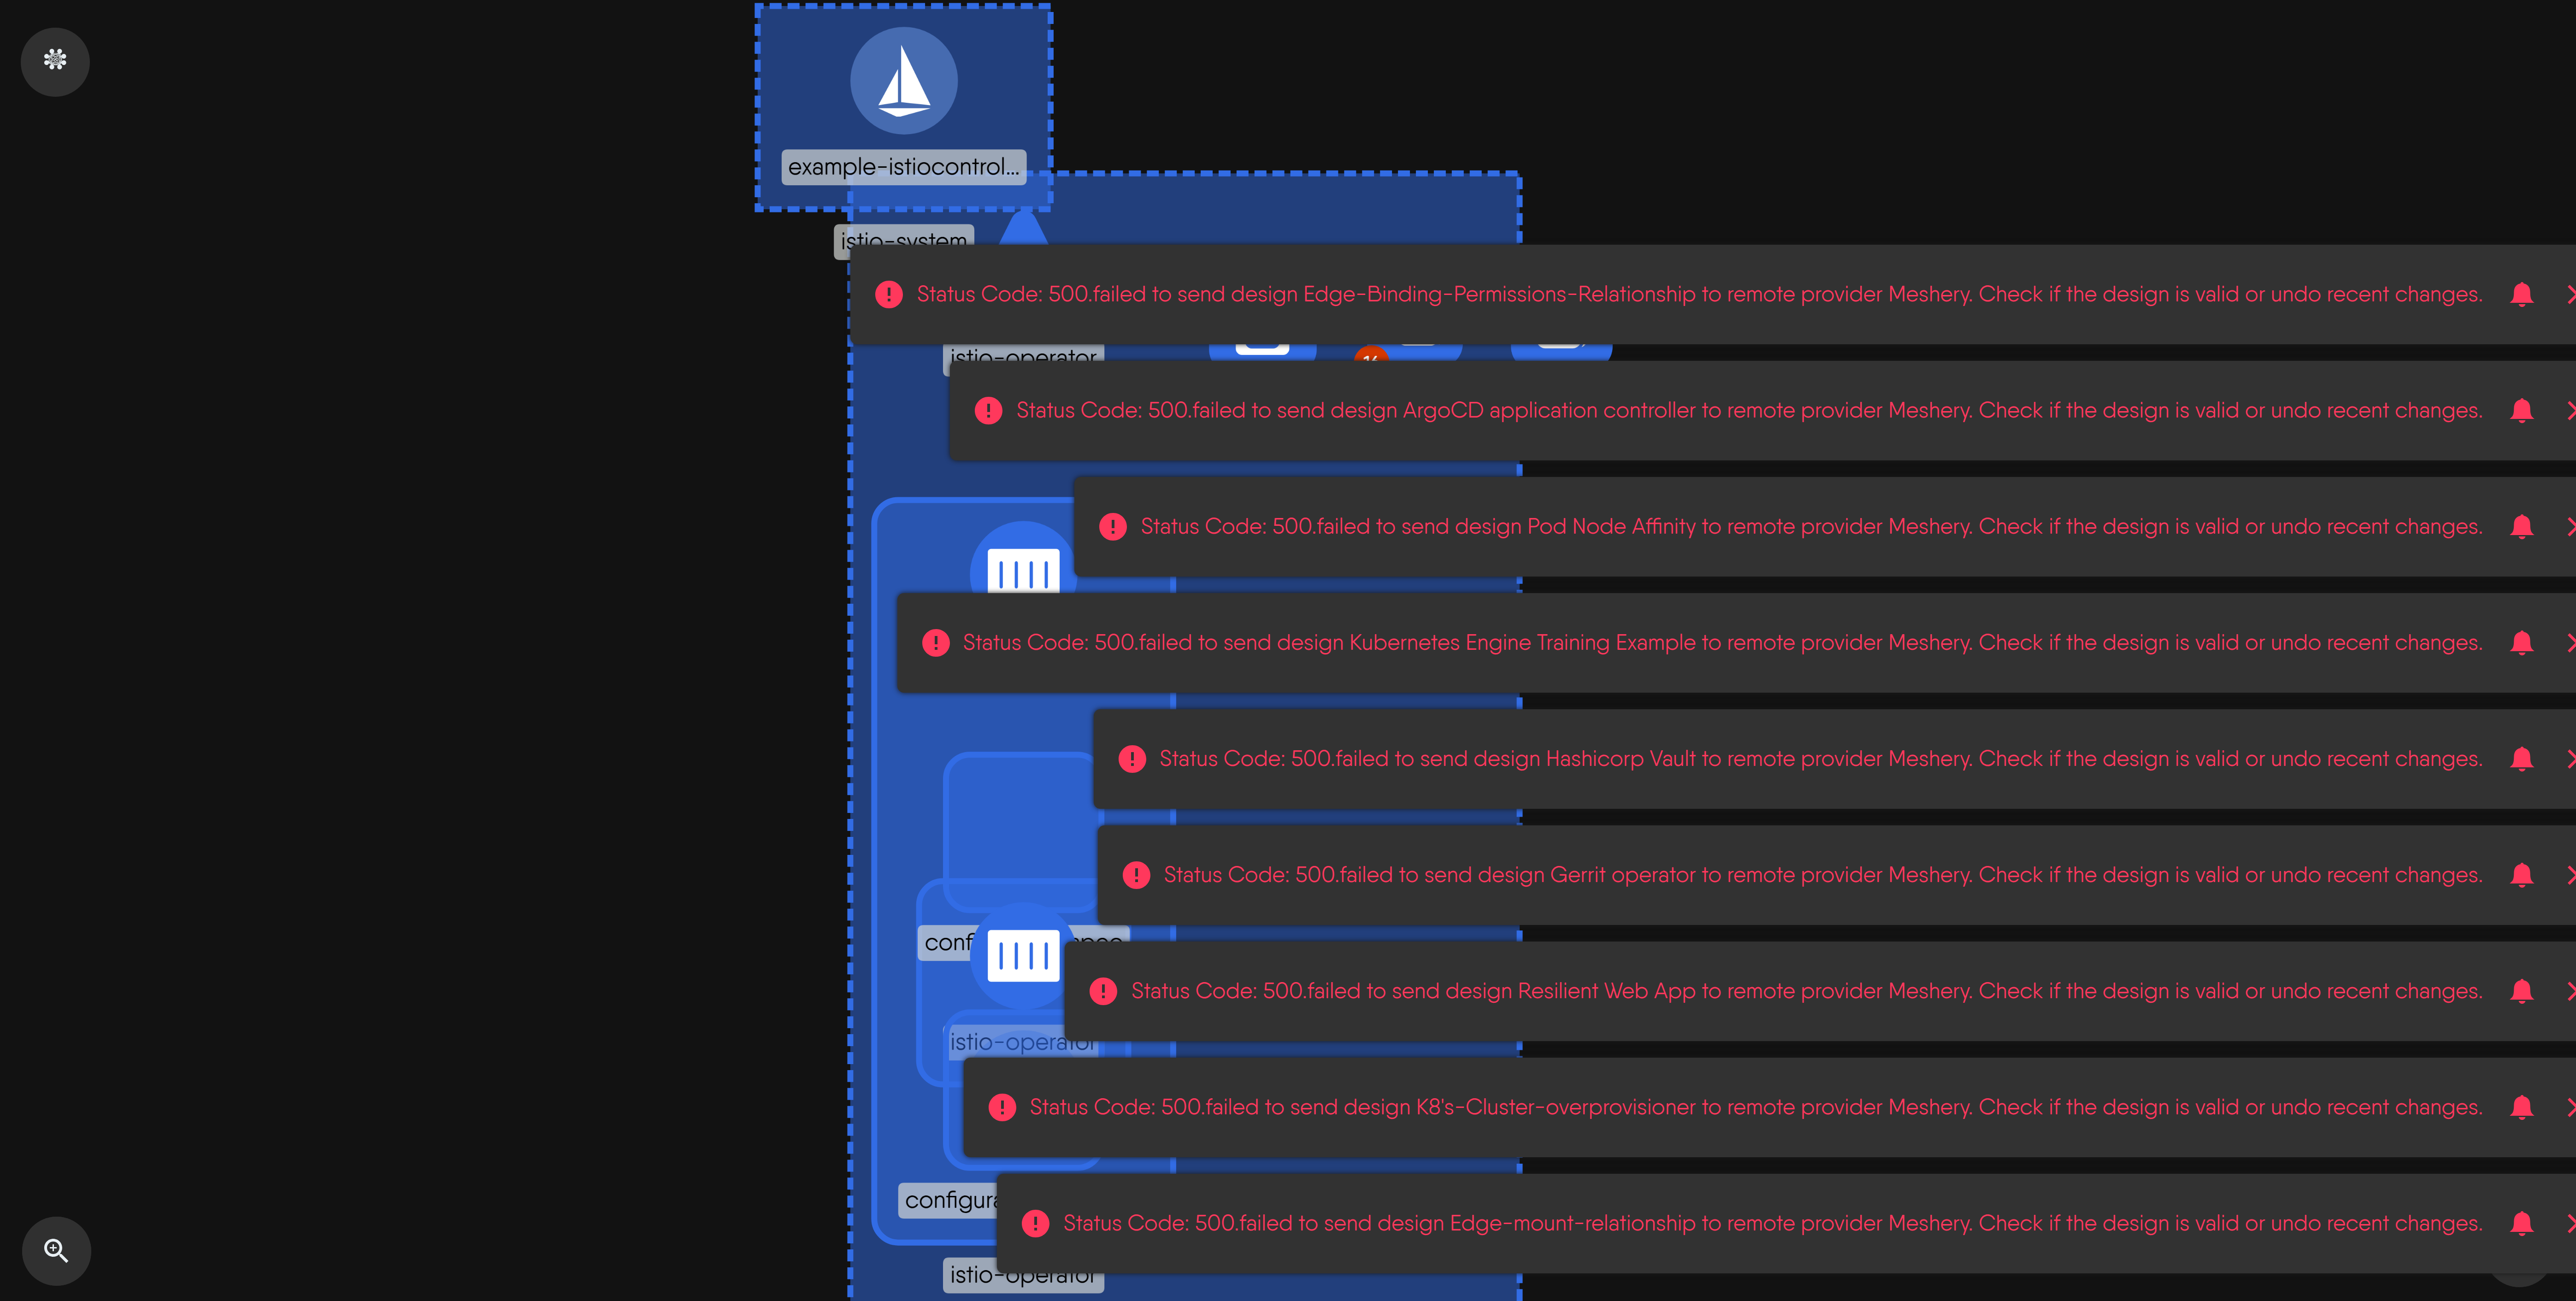 example-istiocontrol...
istio-system
Status Code: 500.failed to send design Edge-Binding-Permissions-Relationship to remote provider Meshery. Check if the design is valid or undo recent changes.
istio-operator
16
Status Code: 500.failed to send design ArgoCD application controller to remote provider Meshery. Check if the design is valid or undo recent changes.
Status Code: 500.failed to send design Pod Node Affinity to remote provider Meshery. Check if the design is valid or undo recent changes.
Status Code: 500.failed to send design Kubernetes Engine Training Example to remote provider Meshery. Check if the design is valid or undo recent changes.
Status Code: 500.failed to send design Hashicorp Vault to remote provider Meshery. Check if the design is valid or undo recent changes.
Status Code: 500.failed to send design Gerrit operator to remote provider Meshery. Check if the design is valid or undo recent changes.
Status Code: 500.failed to send design Resilient Web App to remote provider Meshery. Check if the design is valid or undo recent changes.
istio-operator
Status Code: 500.failed to send design K8's-Cluster-overprovisioner to remote provider Meshery. Check if the design is valid or undo recent changes.
Status Code: 500.failed to send design Edge-mount-relationship to remote provider Meshery. Check if the design is valid or undo recent changes.
istio-operator